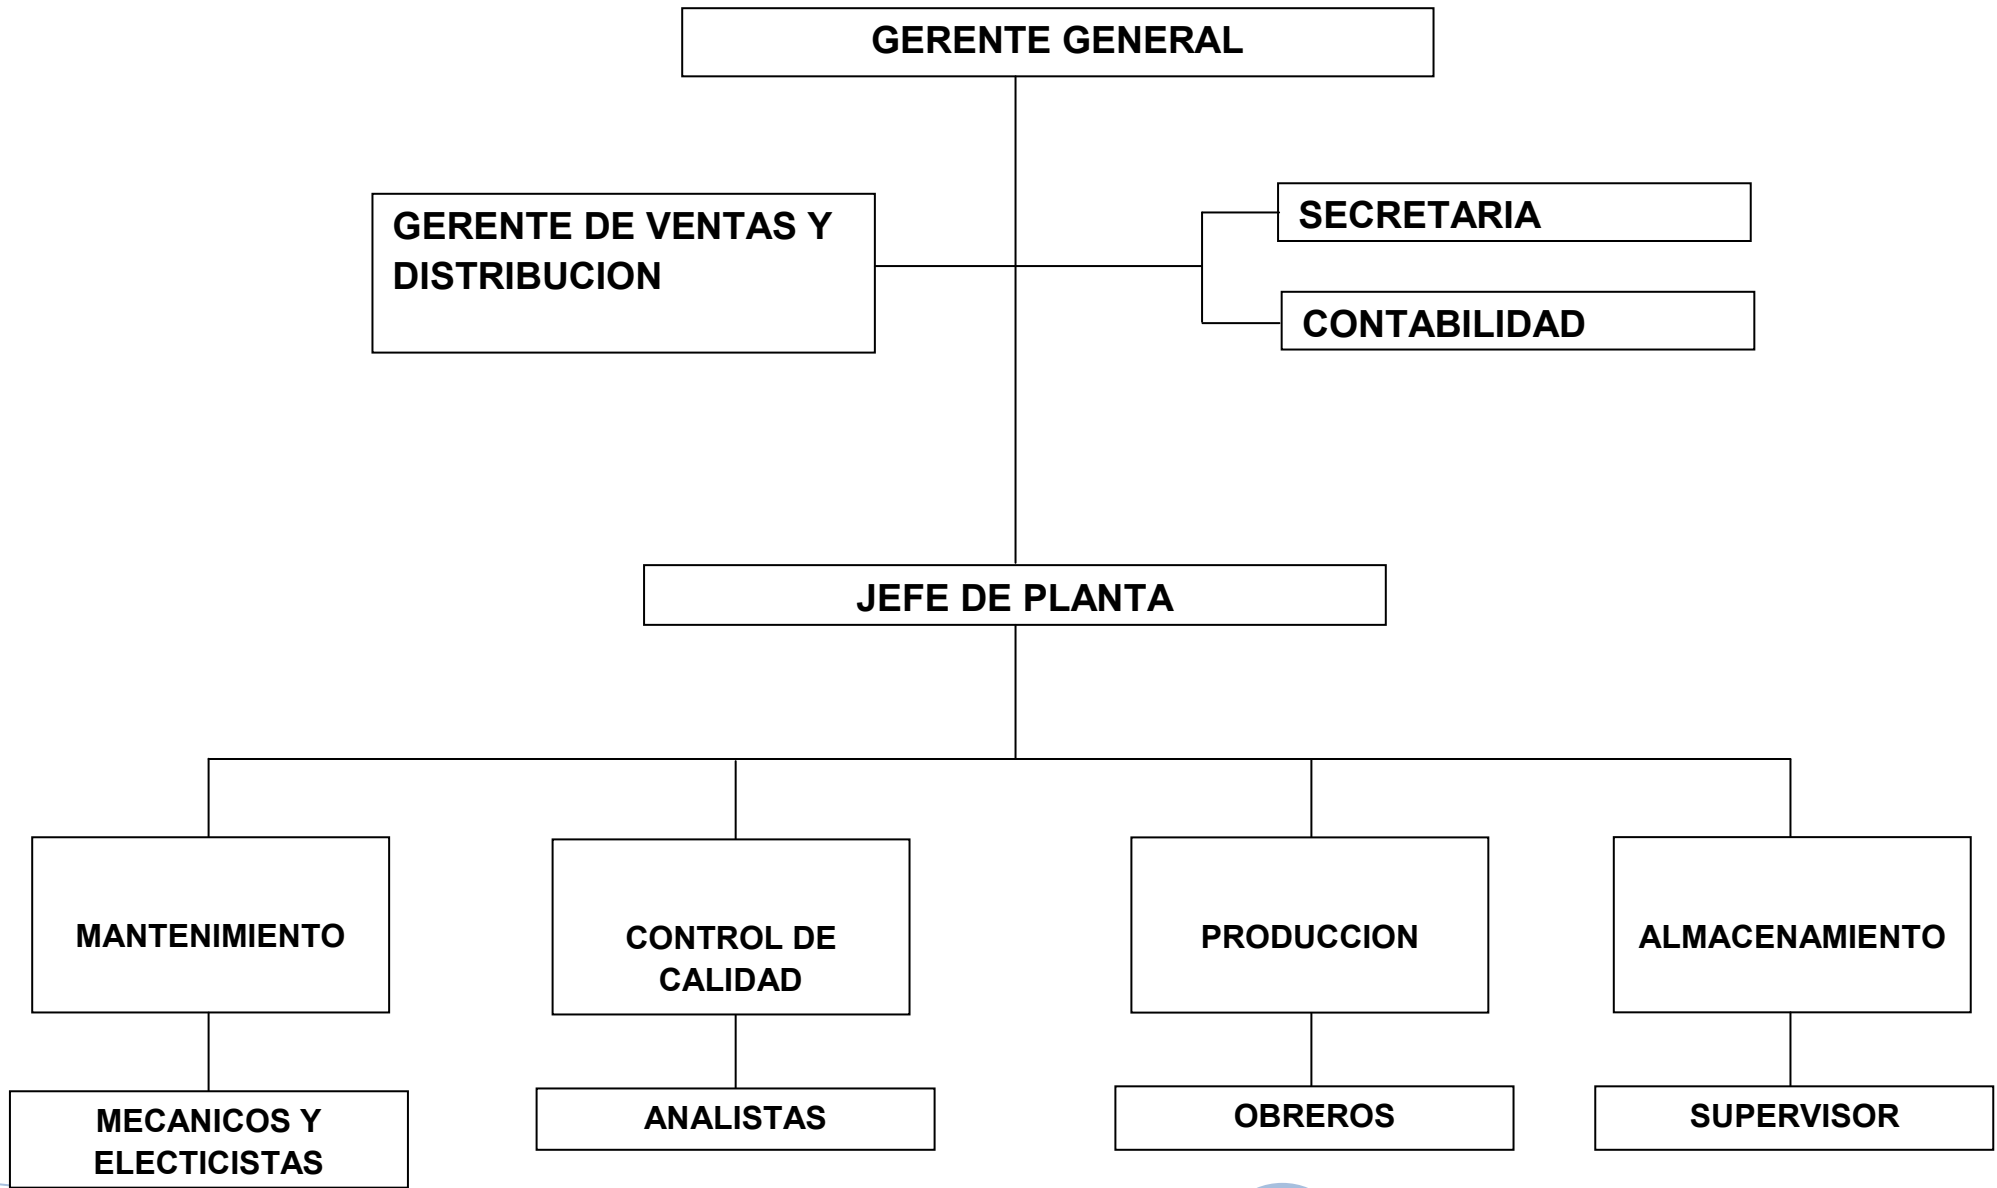 GERENTE GENERAL
GERENTE DE VENTAS Y
DISTRIBUCION
SECRETARIA
CONTABILIDAD
JEFE DE PLANTA
MANTENIMIENTO
CONTROL DE
CALIDAD
PRODUCCION
ALMACENAMIENTO
MECANICOS Y
ELECTICISTAS
ANALISTAS
OBREROS
SUPERVISOR